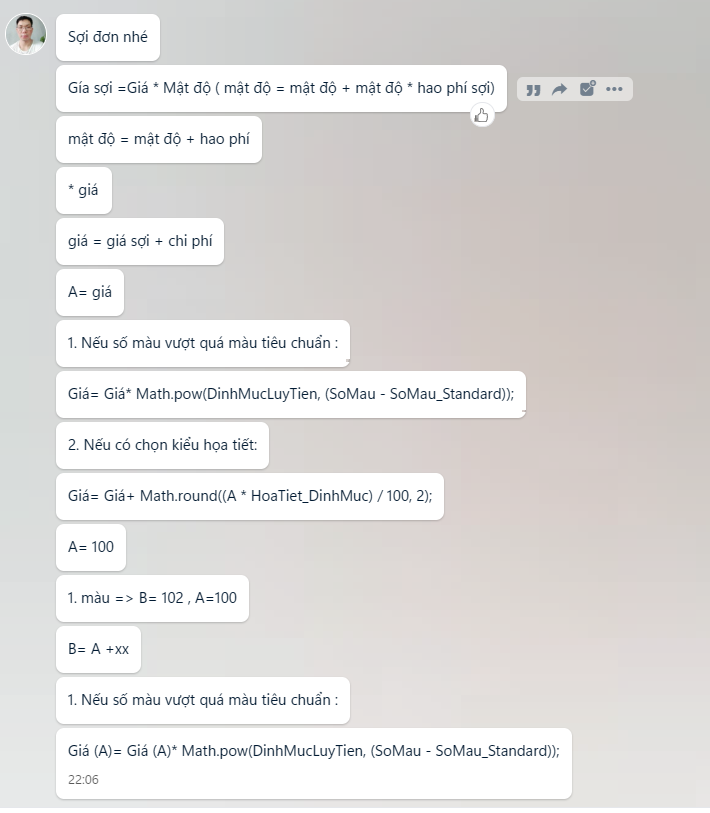 Sợi đơn nhé
Gía sợi =Giá * Mật độ ( mật độ = mật độ + mật độ * hao phí sợi)
mật độ = mật độ + hao phí
* giá
giá = giá sợi + chi phí
A= giá
1. Nếu số màu vượt quá màu tiêu chuẩn :
Giá= Giá* Math.pow(DinhMucLuyTien, (SoMau - SoMau_Standard));
2. Nếu có chọn kiểu họa tiết:
Giá= Giá+ Math.round((A * HoaTiet_DinhMuc) / 100, 2);
A= 100
1. màu => B= 102 , A=100
B= A +xx
1. Nếu số màu vượt quá màu tiêu chuẩn :
Giá (A)= Giá (A)* Math.pow(DinhMucLuyTien, (SoMau - SoMau_Standard));
22:06